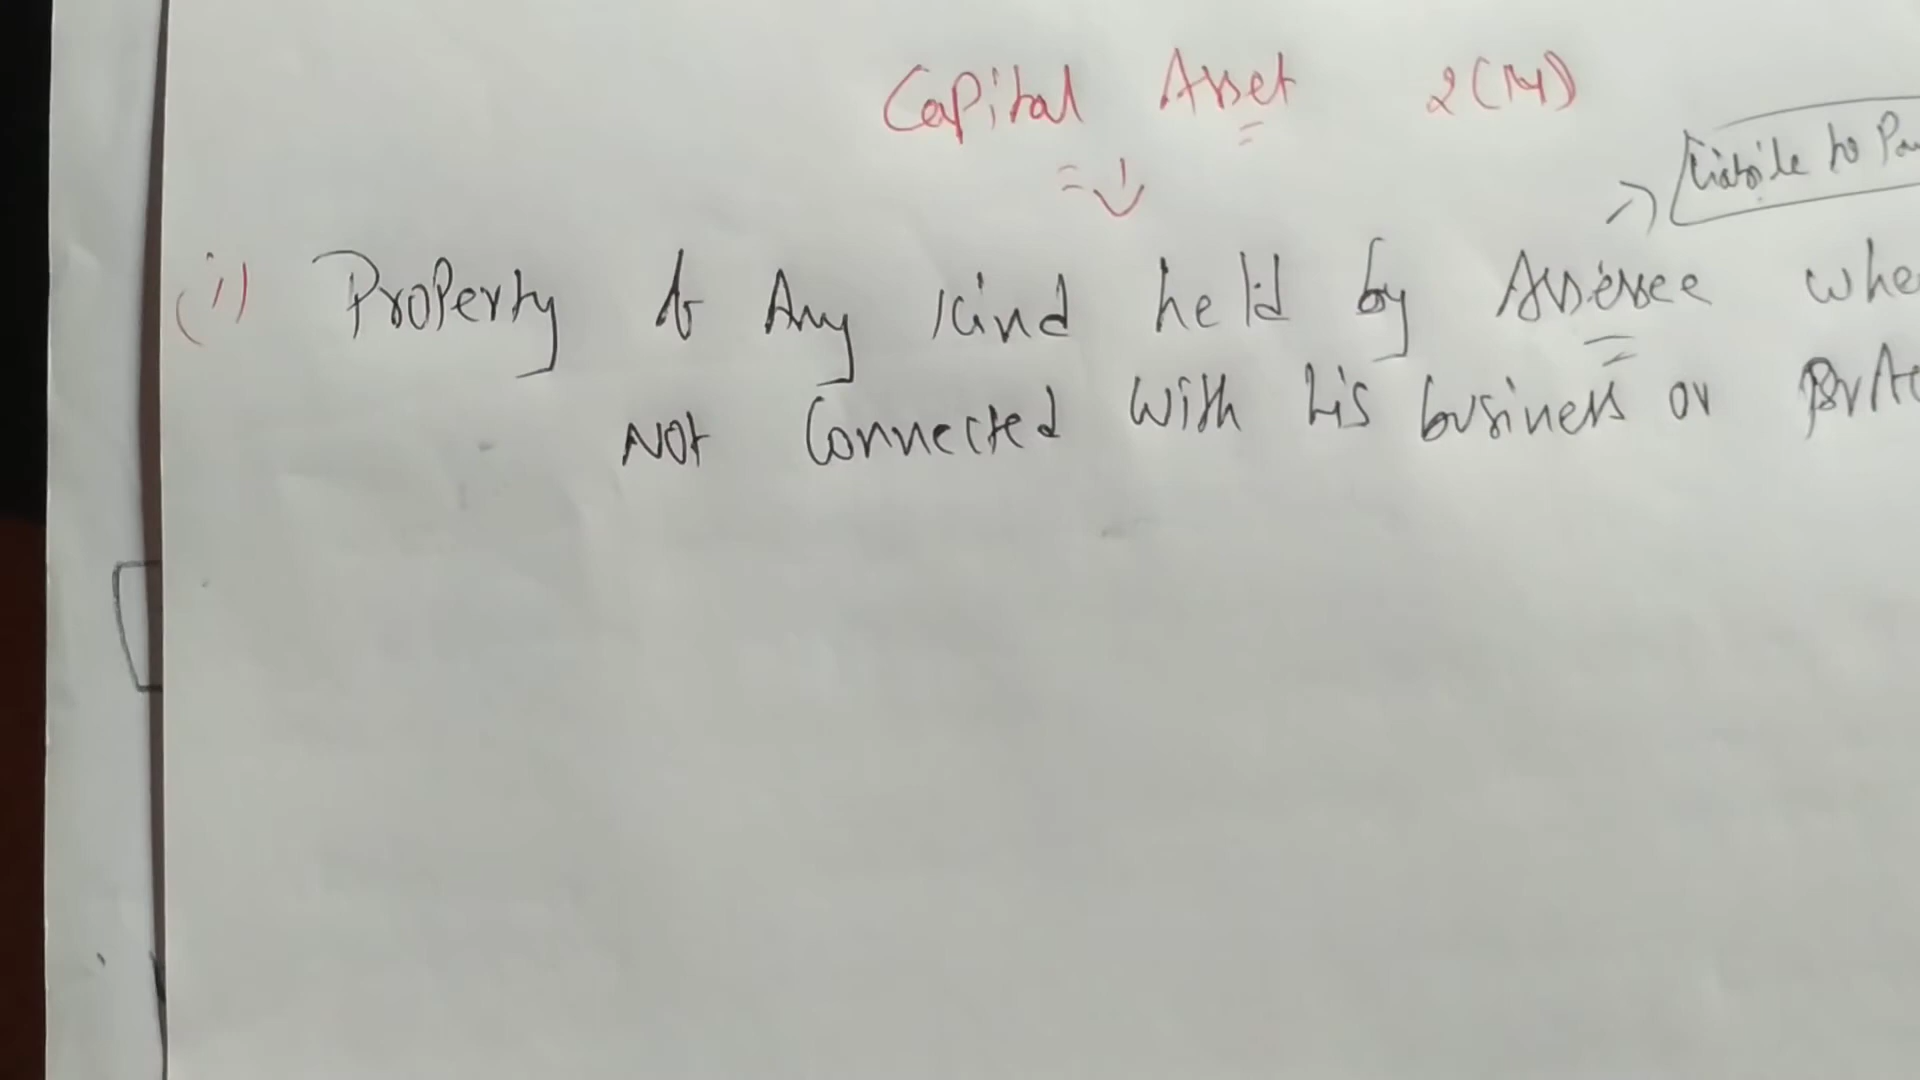 Capital Asset 2(14)
Liable to Pa
(i) Property of Any Kind held by Assessee whe
Not Connected with his business or